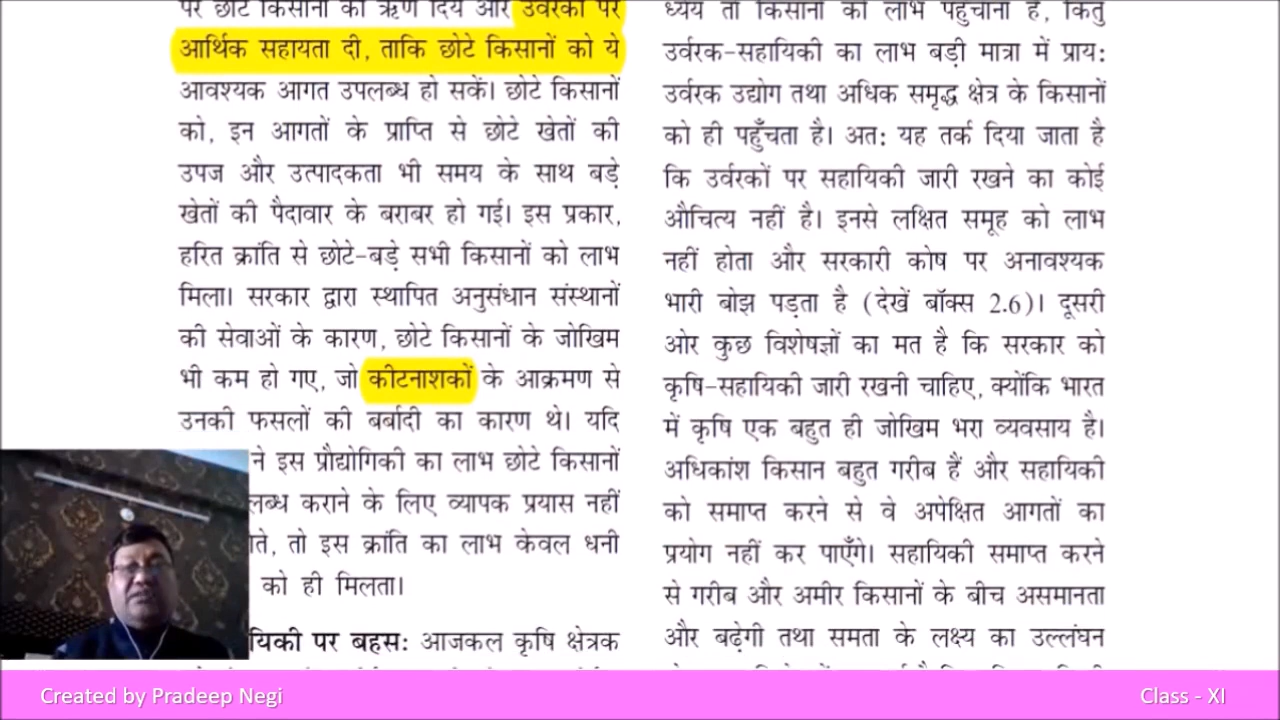 पर छोटे किसानों को ऋण दिये और उर्वरकों पर
आर्थिक सहायता दी, ताकि छोटे किसानों को ये
आवश्यक आगत उपलब्ध हो सकें। छोटे किसानों
को, इन आगतों के प्राप्ति से छोटे खेतों की
उपज और उत्पादकता भी समय के साथ बड़े
खेतों की पैदावार के बराबर हो गई। इस प्रकार,
हरित क्रांति से छोटे-बड़े सभी किसानों को लाभ
मिला। सरकार द्वारा स्थापित अनुसंधान संस्थानों
की सेवाओं के कारण, छोटे किसानों के जोखिम
भी कम हो गए, जो कीटनाशकों के आक्रमण से
उनकी फसलों की बर्बादी का कारण थे। यदि
ने इस प्रौद्योगिकी का लाभ छोटे किसानों
लब्ध कराने के लिए व्यापक प्रयास नहीं
तो इस क्रांति का लाभ केवल धनी
को ही मिलता।
यिकी पर बहस: आजकल कृषि क्षेत्रक
ध्येय तो किसानों को लाभ पहुँचाना है, किंतु
उर्वरक-सहायिकी का लाभ बड़ी मात्रा में प्राय:
उर्वरक उद्योग तथा अधिक समृद्ध क्षेत्र के किसानों
को ही पहुँचता है। अत: यह तर्क दिया जाता है
कि उर्वरकों पर सहायिकी जारी रखने का कोई
औचित्य नहीं है। इनसे लक्षित समूह को लाभ
नहीं होता और सरकारी कोष पर अनावश्यक
भारी बोझ पड़ता है (देखें बॉक्स 2.6)। दूसरी
ओर कुछ विशेषज्ञों का मत है कि सरकार को
कृषि-सहायिकी जारी रखनी चाहिए, क्योंकि भारत
में कृषि एक बहुत ही जोखिम भरा व्यवसाय है।
अधिकांश किसान बहुत गरीब हैं और सहायिकी
को समाप्त करने से वे अपेक्षित आगतों का
प्रयोग नहीं कर पाएँगे। सहायिकी समाप्त करने
से गरीब और अमीर किसानों के बीच असमानता
और बढ़ेगी तथा समता के लक्ष्य का उल्लंघन
Created by Pradeep Negi
Class - XI